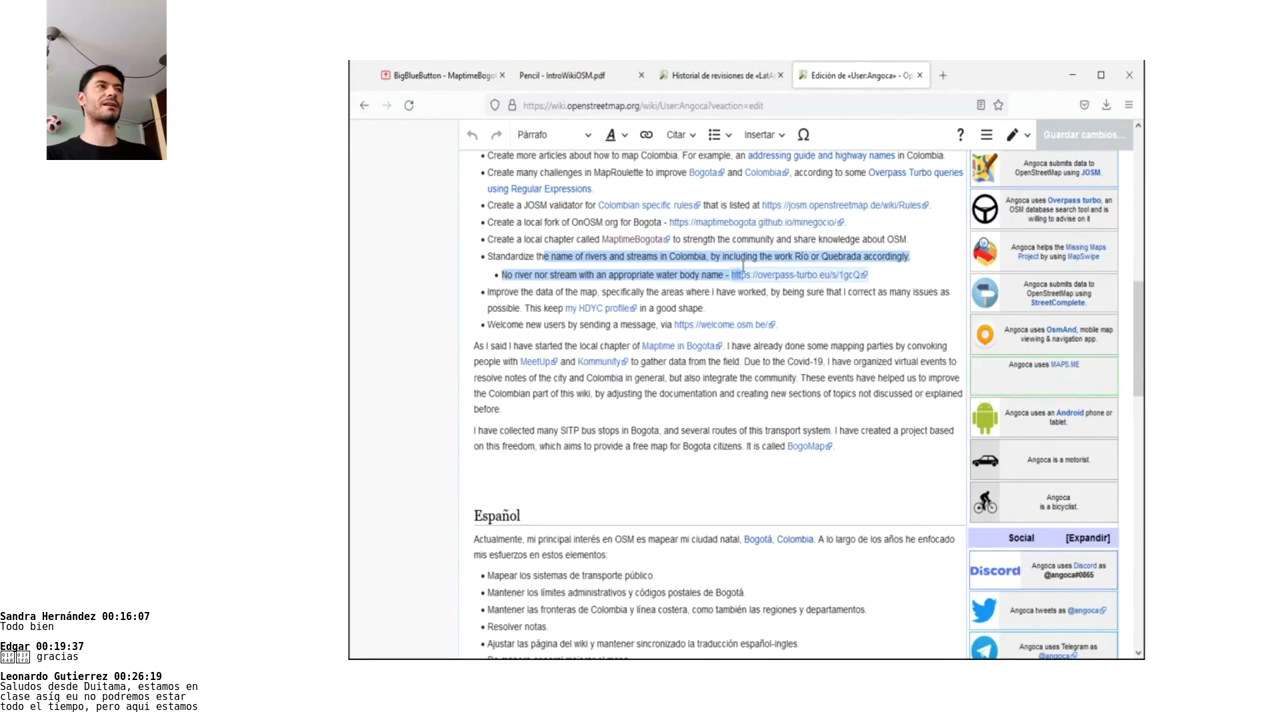 BigBlueButton - MaptimeBogot
Pencil - IntroWikiOSM.pdf
Historial de revisiones de «LatAm
Edición de «User:Angoca» - Op
https://wiki.openstreetmap.org/wiki/User:Angoca?veaction=edit
Párrafo
A
Citar
Insertar
Ω
?
Guardar cambios...
Create more articles about how to map Colombia. For example, an addressing guide and highway names in Colombia.
Create many challenges in MapRoulette to improve Bogota and Colombia, according to some Overpass Turbo queries
using Regular Expressions.
Create a JOSM validator for Colombian specific rules that is listed at https://josm.openstreetmap.de/wiki/Rules.
Create a local fork of OnOSM.org for Bogota - https://maptimebogota.github.io/minegocio/.
Create a local chapter called MaptimeBogota to strength the community and share knowledge about OSM.
Standardize the name of rivers and streams in Colombia, by including the work Río or Quebrada accordingly.
No river nor stream with an appropriate water body name - https://overpass-turbo.eu/s/1gcQ
Improve the data of the map, specifically the areas where I have worked, by being sure that I correct as many issues as
possible. This keep my HDYC profile in a good shape.
Welcome new users by sending a message, via https://welcome.osm.be/.
As I said I have started the local chapter of Maptime in Bogota. I have already done some mapping parties by convoking
people with MeetUp and Kommunity to gather data from the field. Due to the Covid-19, I have organized virtual events to
resolve notes of the city and Colombia in general, but also integrate the community. These events have helped us to improve
the Colombian part of this wiki, by adjusting the documentation and creating new sections of topics not discussed or explained
before.
I have collected many SITP bus stops in Bogota, and several routes of this transport system. I have created a project based
on this freedom, which aims to provide a free map for Bogota citizens. It is called BogoMap.
Español
Actualmente, mi principal interés en OSM es mapear mi ciudad natal, Bogotá, Colombia. A lo largo de los años he enfocado
mis esfuerzos en estos elementos:
Mapear los sistemas de transporte público.
Mantener los límites administrativos y códigos postales de Bogotá.
Mantener las fronteras de Colombia y línea costera, como también las regiones y departamentos.
Resolver notas.
Ajustar las página del wiki y mantener sincronizado la traducción español-ingles.
Angoca submits data to
OpenStreetMap using JOSM.
Angoca uses Overpass turbo, an
OSM database search tool and is
willing to advise on it
Angoca helps the Missing Maps
Project by using MapSwipe
Angoca submits data to
OpenStreetMap using
StreetComplete.
Angoca uses OsmAnd, mobile map
viewing & navigation app.
Angoca uses MAPS.ME
Angoca uses an Android phone or
tablet.
Angoca is a motorist.
Angoca
is a bicyclist.
Social [Expandir]
Discord
Angoca uses Discord as
@angoca#0865
Angoca tweets as @angoca
Angoca uses Telegram as
@angoca
Sandra Hernández 00:16:07
Todo bien
Edgar 00:19:37
gracias
Leonardo Gutierrez 00:26:19
Saludos desde Duitama, estamos en
clase asig eu no podremos estar
todo el tiempo, pero aqui estamos